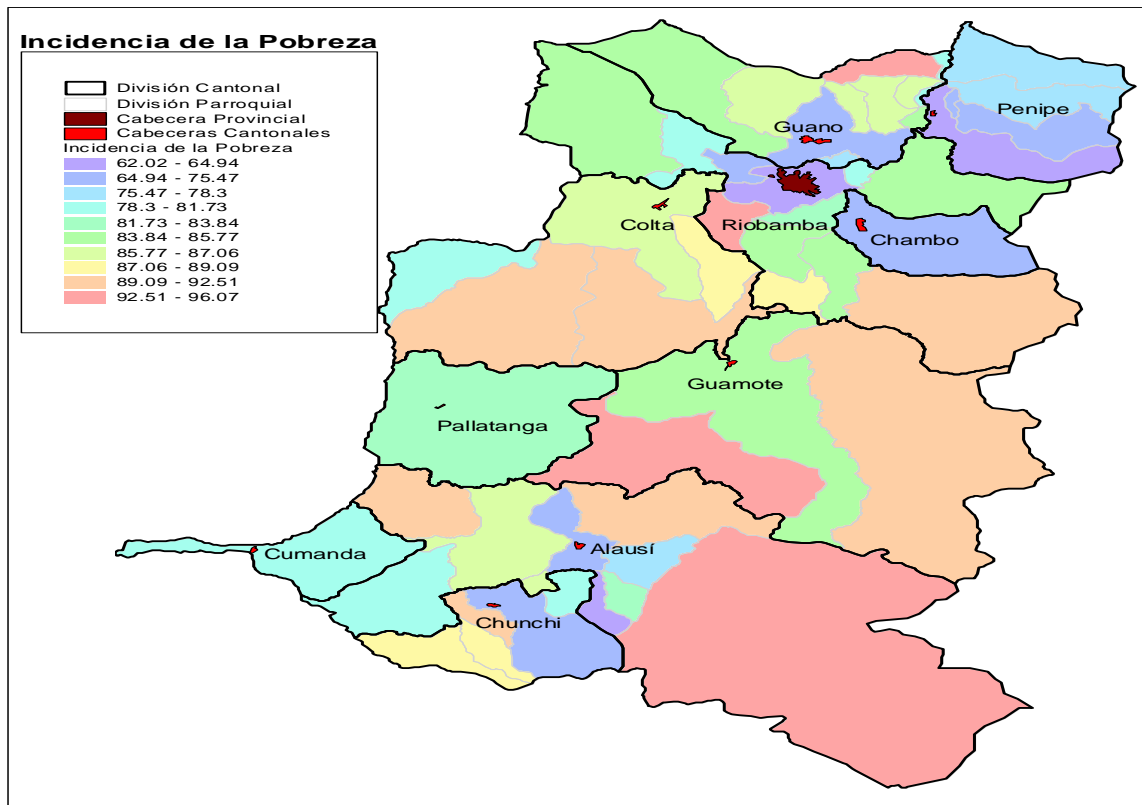 Incidencia de la Pobreza
División Cantonal
División Parroquial
Cabecera Provincial
Cabeceras Cantonales
Incidencia de la Pobreza
62.02 - 64.94
64.94 - 75.47
75.47 - 78.3
78.3 - 81.73
81.73 - 83.84
83.84 - 85.77
85.77 - 87.06
87.06 - 89.09
89.09 - 92.51
92.51 - 96.07
Penipe
Guano
Colta
Riobamba
Chambo
Guamote
Pallatanga
Cumanda
Alausí
Chunchi